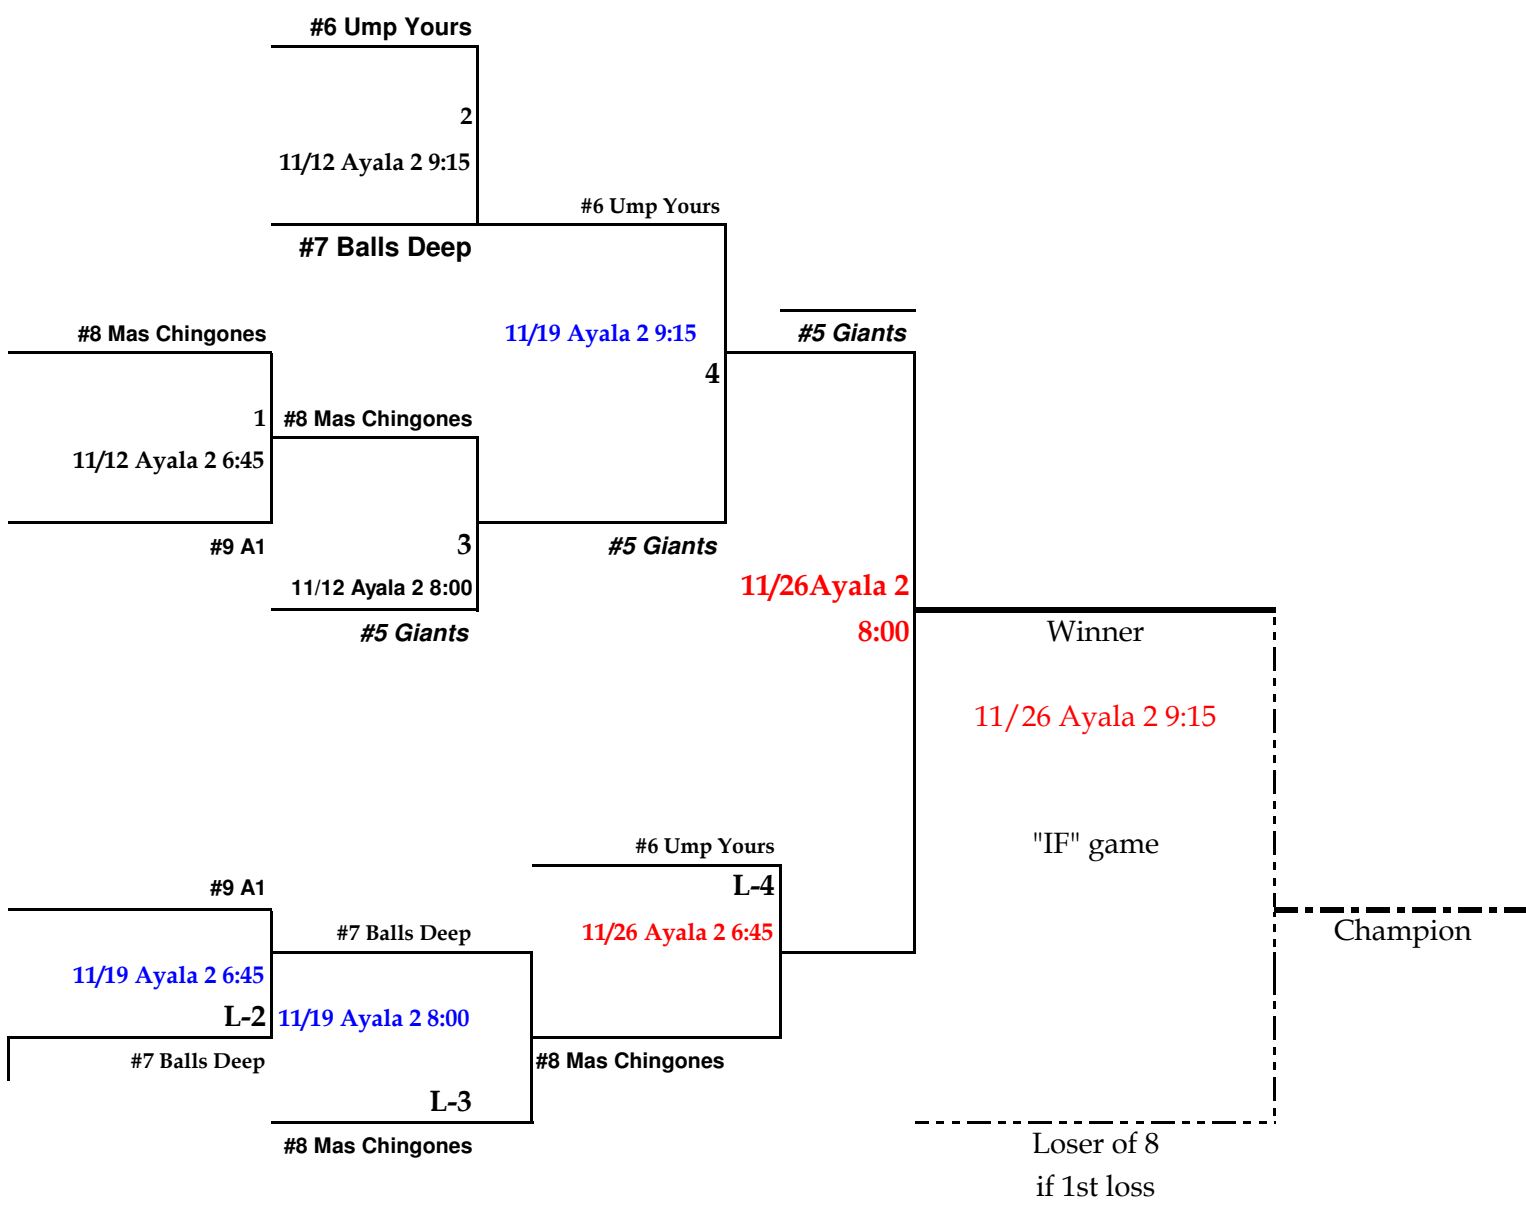 #6 Ump Yours
2
11/12 Ayala 2 9:15
#6 Ump Yours
#7 Balls Deep
#8 Mas Chingones
11/19 Ayala 2 9:15
#5 Giants
4
1
#8 Mas Chingones
11/12 Ayala 2 6:45
#9 A1
3
#5 Giants
11/12 Ayala 2 8:00
11/26Ayala 2
#5 Giants
8:00
Winner
11/26 Ayala 2 9:15
#6 Ump Yours
"IF" game
#9 A1
L-4
#7 Balls Deep
11/26 Ayala 2 6:45
Champion
11/19 Ayala 2 6:45
L-2
11/19 Ayala 2 8:00
#7 Balls Deep
#8 Mas Chingones
L-3
#8 Mas Chingones
Loser of 8
if 1st loss